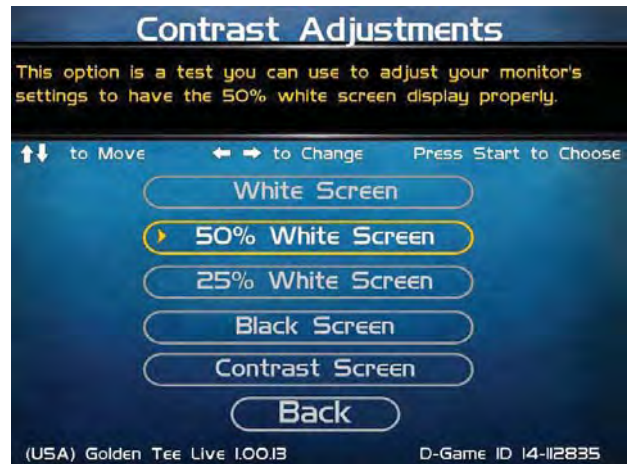 Contrast Adjustments
This option is a test you can use to adjust your monitor's
settings to have the 50% white screen display properly.
↑↓ to Move ← → to Change Press Start to Choose
White Screen
50% White Screen
25% White Screen
Black Screen
Contrast Screen
Back
(USA) Golden Tee Live 1.00.13 D-Game ID 14-112835